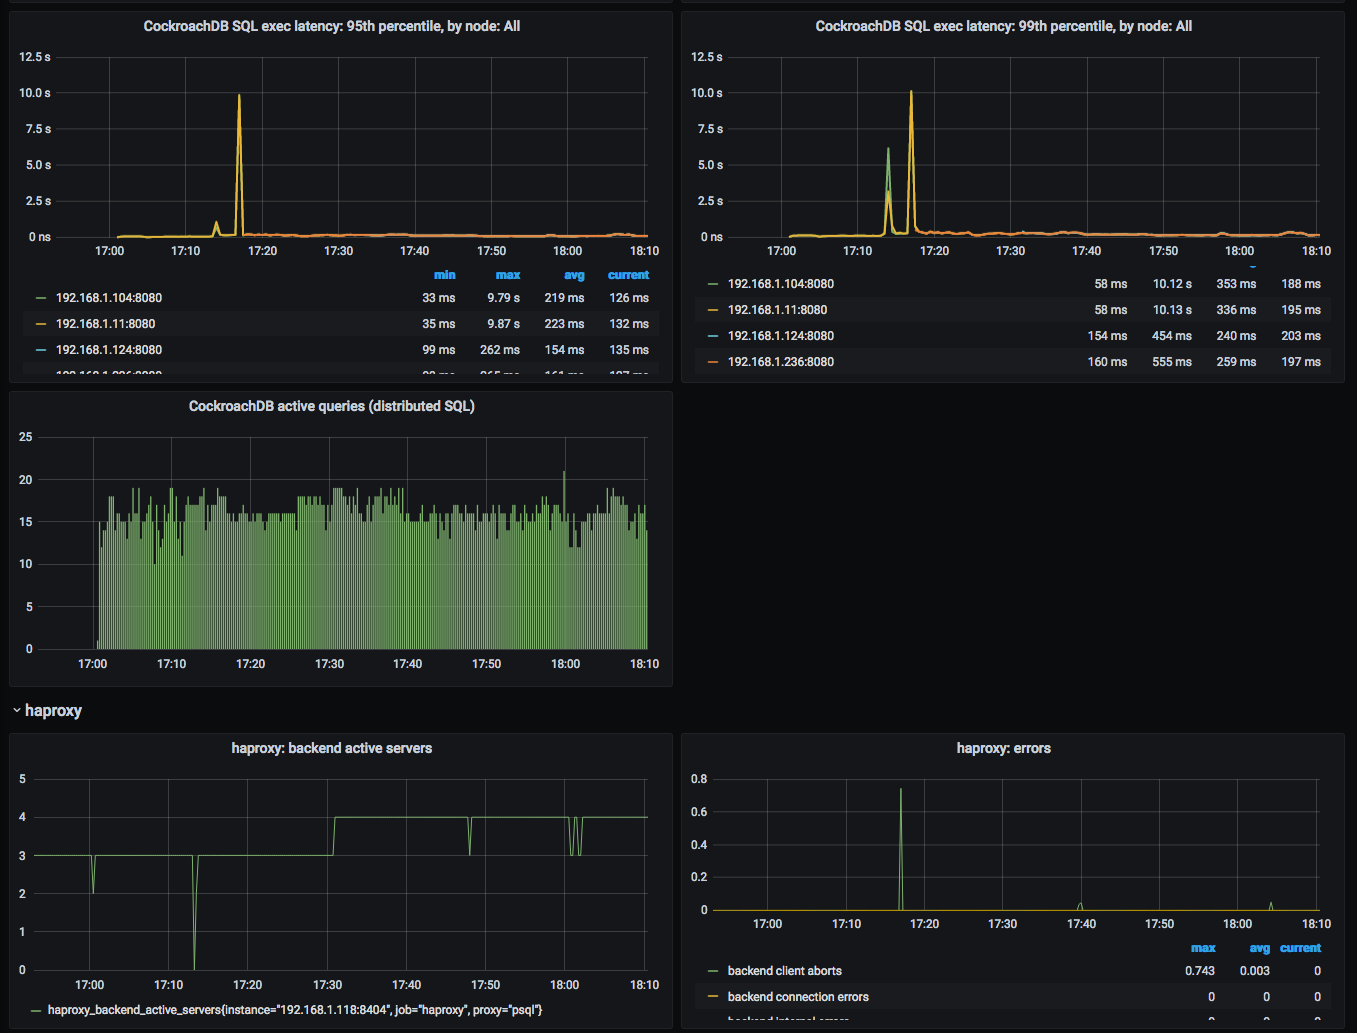 CockroachDB SQL exec latency: 95th percentile, by node: All
12.5 s
10.0 s
7.5 s
5.0 s
2.5 s
0 ns
17:00 17:10 17:20 17:30 17:40 17:50 18:00 18:10
min max avg current
192.168.1.104:8080 33 ms 9.79 s 219 ms 126 ms
192.168.1.11:8080 35 ms 9.87 s 223 ms 132 ms
192.168.1.124:8080 99 ms 262 ms 154 ms 135 ms
CockroachDB SQL exec latency: 99th percentile, by node: All
12.5 s
10.0 s
7.5 s
5.0 s
2.5 s
0 ns
17:00 17:10 17:20 17:30 17:40 17:50 18:00 18:10
192.168.1.104:8080 58 ms 10.12 s 353 ms 188 ms
192.168.1.11:8080 58 ms 10.13 s 336 ms 195 ms
192.168.1.124:8080 154 ms 454 ms 240 ms 203 ms
192.168.1.236:8080 160 ms 555 ms 259 ms 197 ms
CockroachDB active queries (distributed SQL)
25
20
15
10
5
0
17:00 17:10 17:20 17:30 17:40 17:50 18:00 18:10
haproxy
haproxy: backend active servers
5
4
3
2
1
0
17:00 17:10 17:20 17:30 17:40 17:50 18:00 18:10
haproxy_backend_active_servers{instance="192.168.1.118:8404", job="haproxy", proxy="psql"}
haproxy: errors
0.8
0.6
0.4
0.2
0
17:00 17:10 17:20 17:30 17:40 17:50 18:00 18:10
max avg current
backend client aborts 0.743 0.003 0
backend connection errors 0 0 0